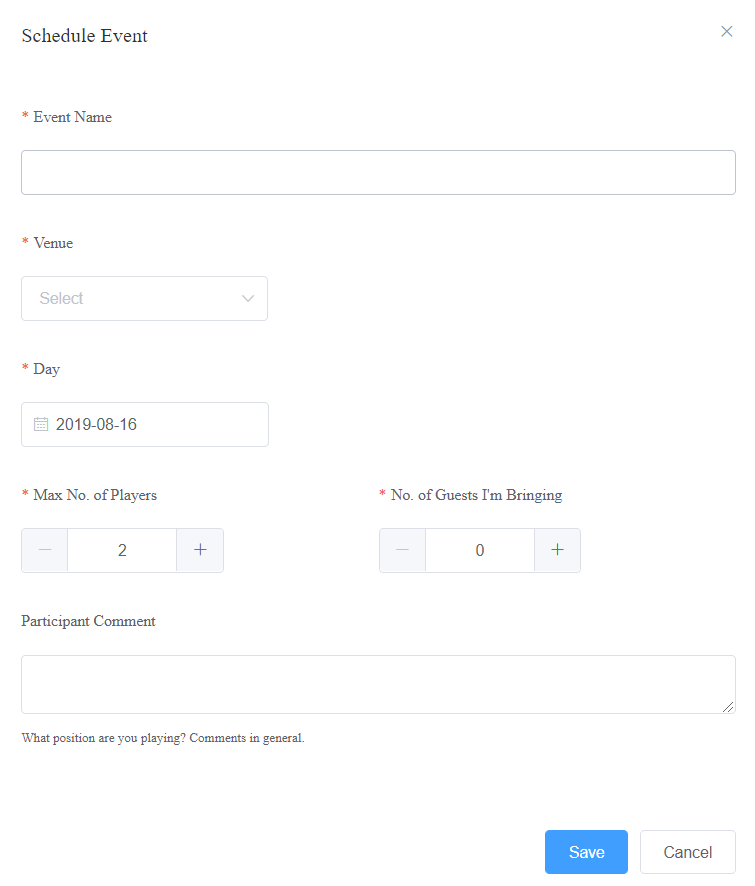 Schedule Event
* Event Name
* Venue
Select
* Day
2019-08-16
* Max No. of Players
* No. of Guests I'm Bringing
− 2 +
− 0 +
Participant Comment
What position are you playing? Comments in general.
Save
Cancel